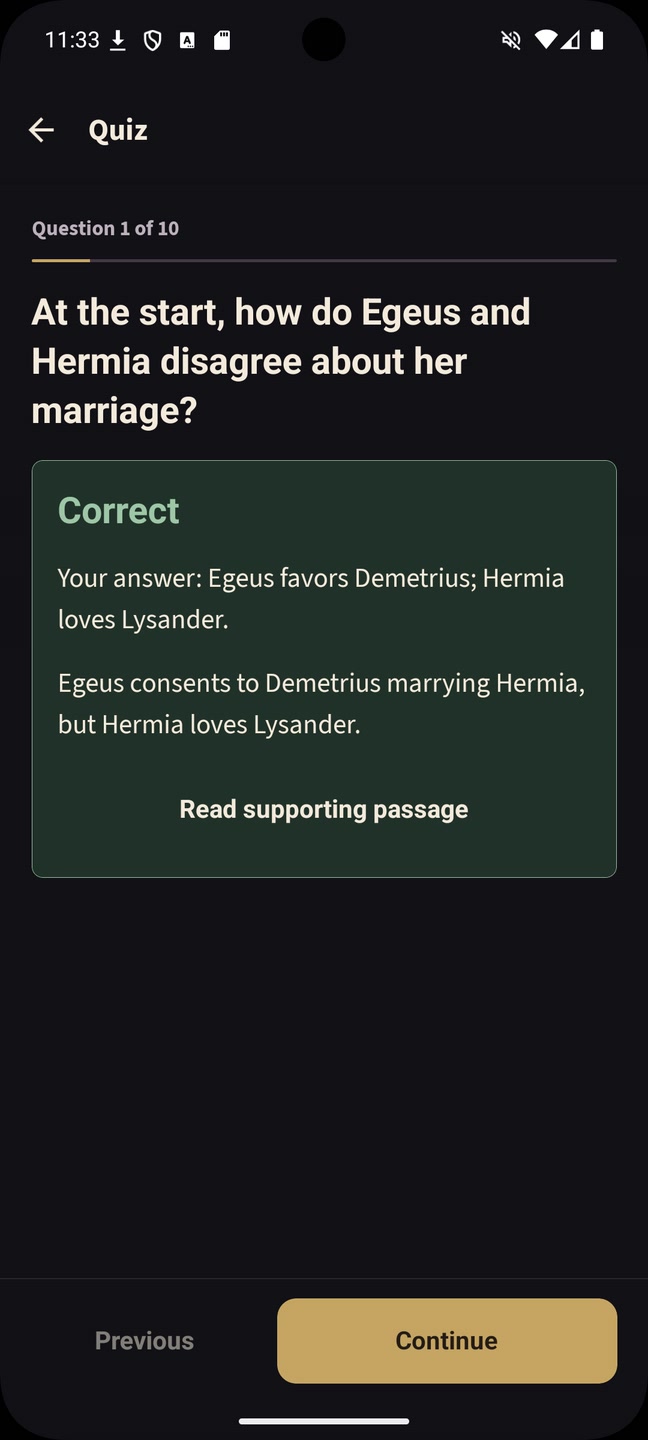 11:33
Quiz
Question 1 of 10
At the start, how do Egeus and
Hermia disagree about her
marriage?
Correct
Your answer: Egeus favors Demetrius; Hermia
loves Lysander.
Egeus consents to Demetrius marrying Hermia,
but Hermia loves Lysander.
Read supporting passage
Previous
Continue